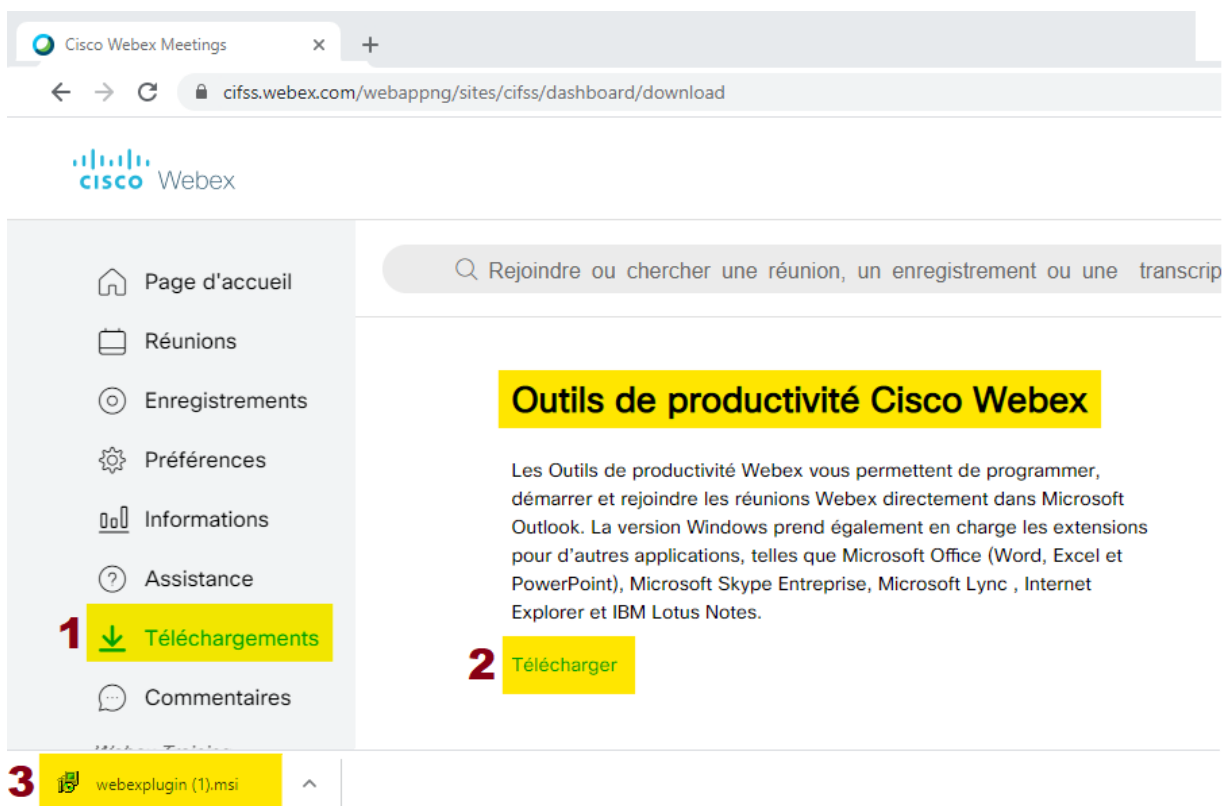 Cisco Webex Meetings
cifss.webex.com/webappng/sites/cifss/dashboard/download
cisco Webex
Rejoindre ou chercher une réunion, un enregistrement ou une transcrip
Page d'accueil
Réunions
Enregistrements
Préférences
Informations
Assistance
1 Téléchargements
Commentaires
Outils de productivité Cisco Webex
Les Outils de productivité Webex vous permettent de programmer,
démarrer et rejoindre les réunions Webex directement dans Microsoft
Outlook. La version Windows prend également en charge les extensions
pour d'autres applications, telles que Microsoft Office (Word, Excel et
PowerPoint), Microsoft Skype Entreprise, Microsoft Lync , Internet
Explorer et IBM Lotus Notes.
2 Télécharger
3 webexplugin (1).msi